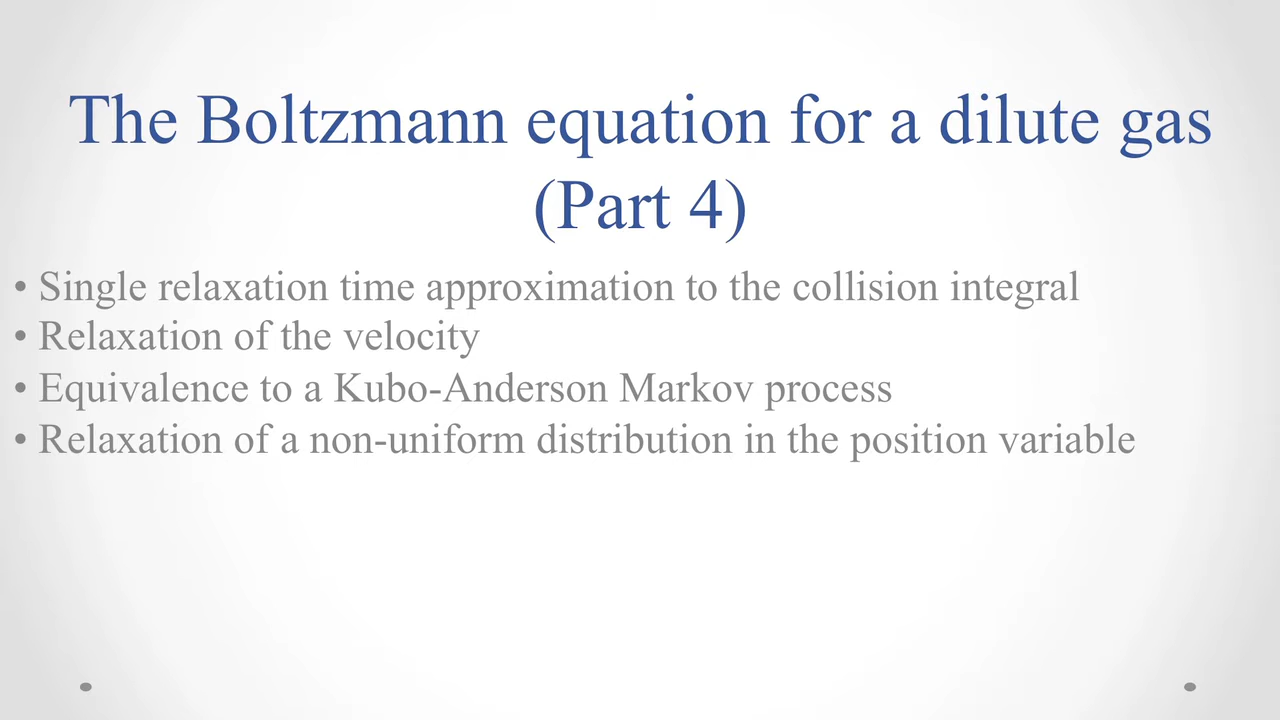 The Boltzmann equation for a dilute gas
(Part 4)
• Single relaxation time approximation to the collision integral
• Relaxation of the velocity
• Equivalence to a Kubo-Anderson Markov process
• Relaxation of a non-uniform distribution in the position variable